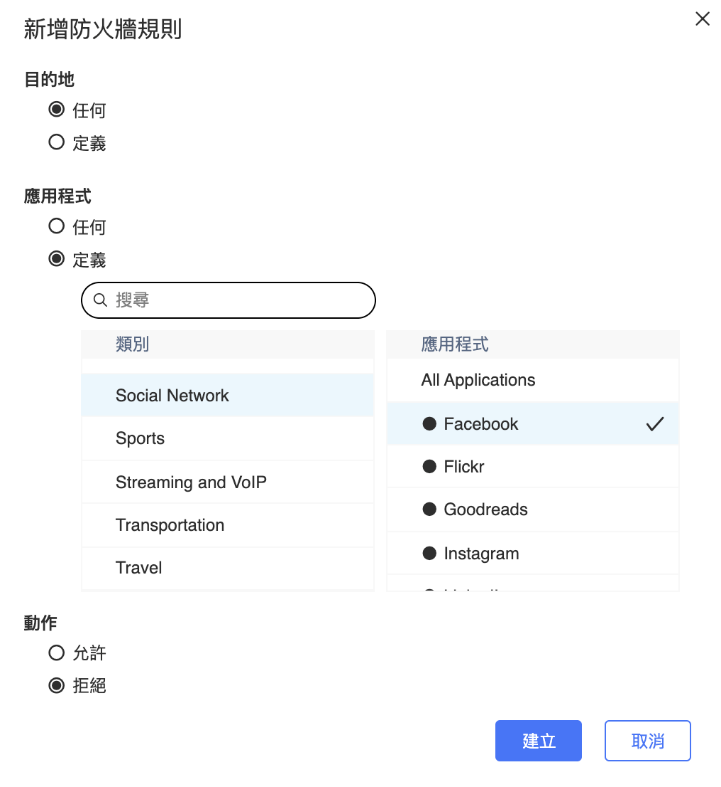 新增防火牆規則
目的地
任何
定義
應用程式
任何
定義
搜尋
類別
Social Network
Sports
Streaming and VoIP
Transportation
Travel
應用程式
All Applications
Facebook
Flickr
Goodreads
Instagram
動作
允許
拒絕
建立
取消